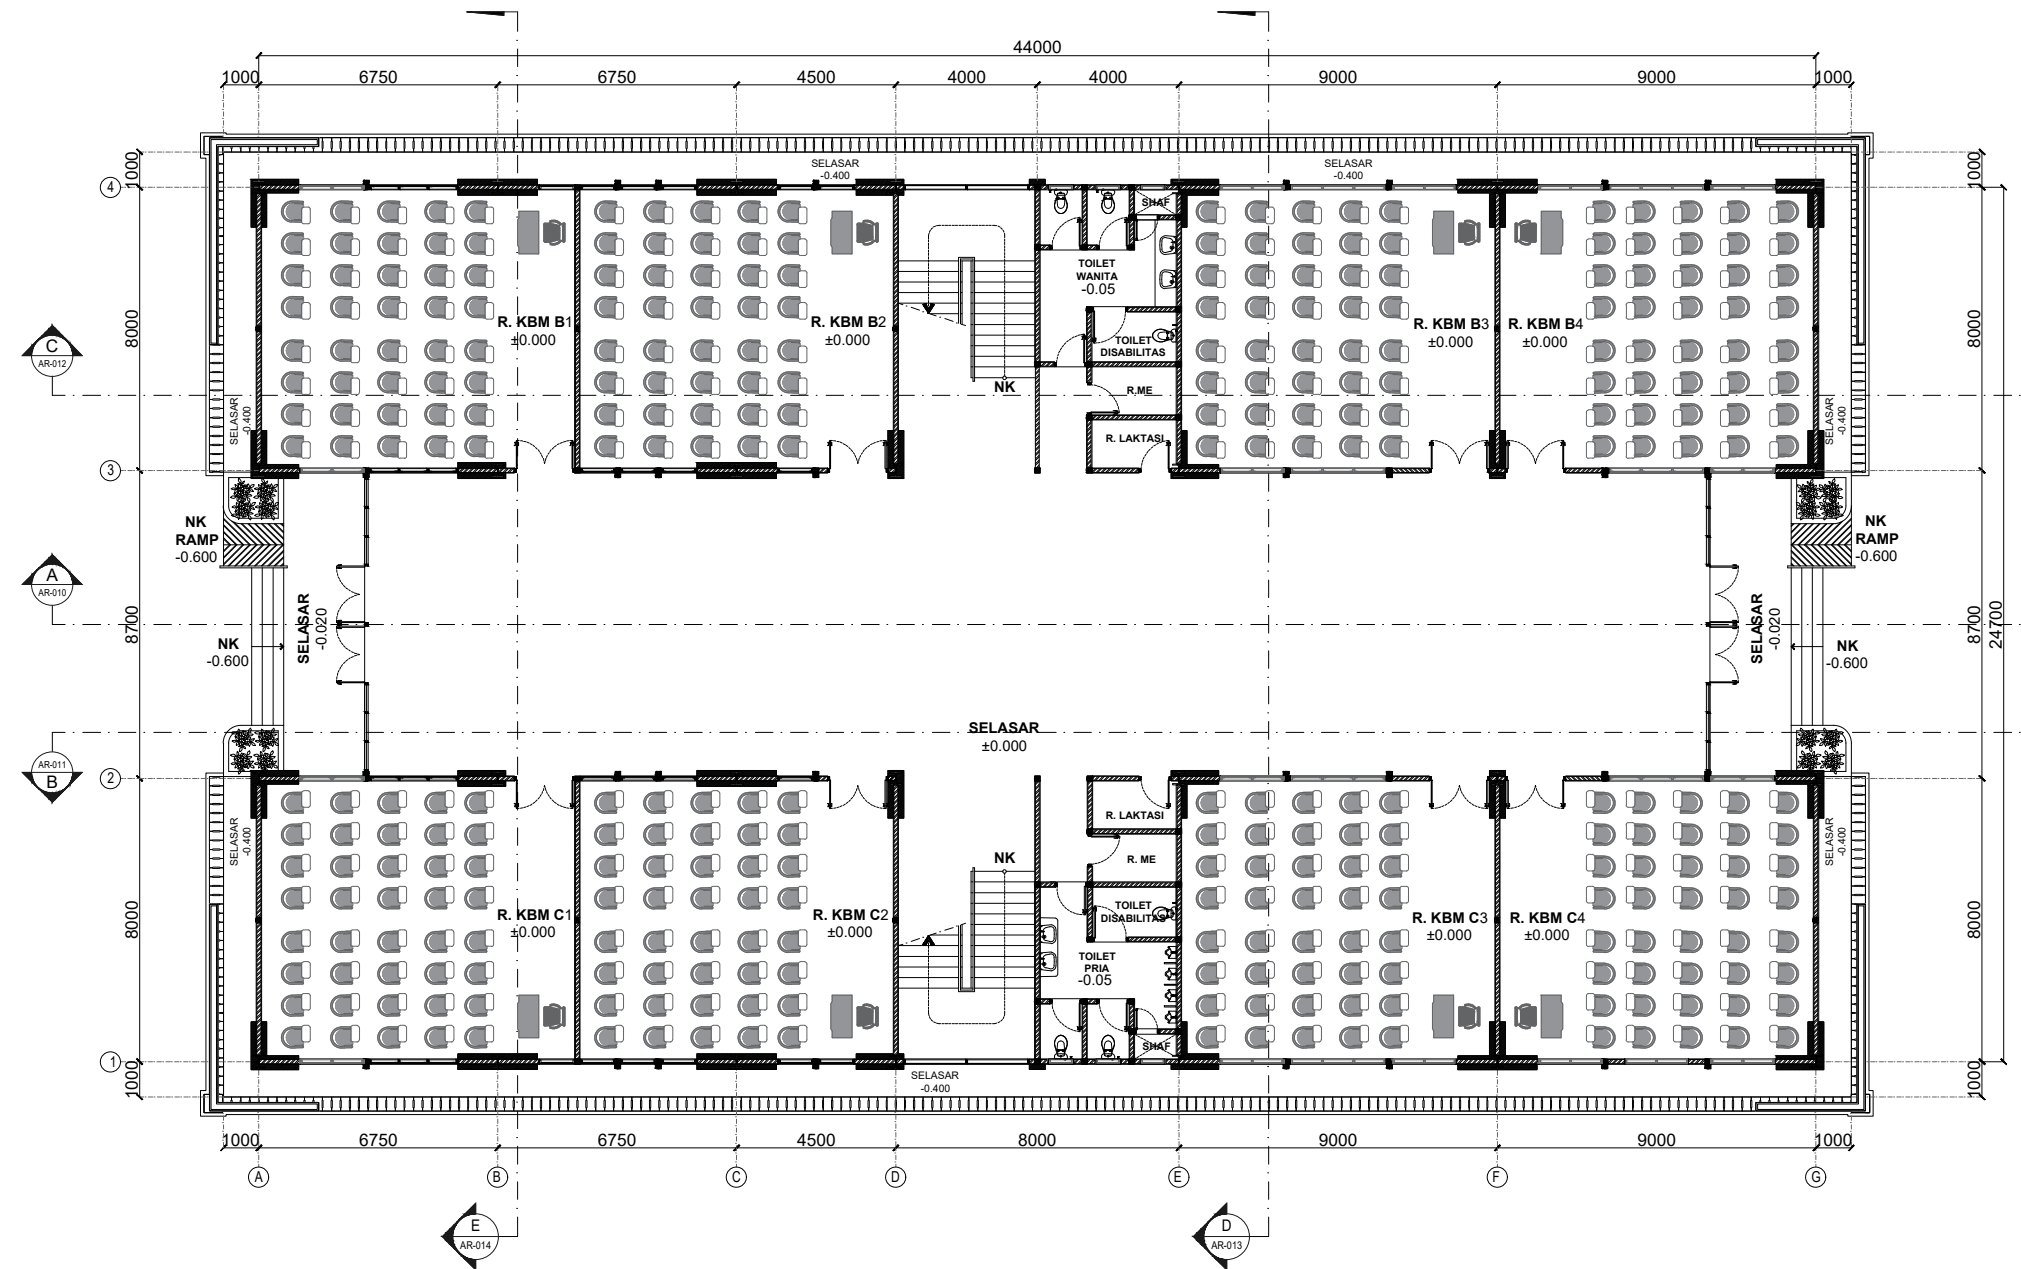 44000
1000 6750 6750 4500 4000 4000 9000 9000 1000
1000
SELASAR
-0.400
SELASAR
-0.400
1000
4
SHAF
TOILET
WANITA
-0.05
8000
R. KBM B1
±0.000
R. KBM B2
±0.000
R. KBM B3
±0.000
R. KBM B4
±0.000
8000
TOILET
DISABILITAS
C
AR-012
NK
R.ME
SELASAR
-0.400
R. LAKTASI
SELASAR
-0.400
3
NK
RAMP
-0.600
NK
RAMP
-0.600
A
AR-010
8700
SELASAR
-0.020
SELASAR
-0.020
8700
24700
NK
-0.600
NK
-0.600
SELASAR
±0.000
AR-011
B
2
SELASAR
-0.400
R. LAKTASI
SELASAR
-0.400
NK
R. ME
8000
R. KBM C1
±0.000
R. KBM C2
±0.000
TOILET
DISABILITAS
R. KBM C3
±0.000
R. KBM C4
±0.000
8000
TOILET
PRIA
-0.05
SHAF
1
1000
SELASAR
-0.400
1000
1000 6750 6750 4500 8000 9000 9000 1000
A B C D E F G
E
AR-014
D
AR-013